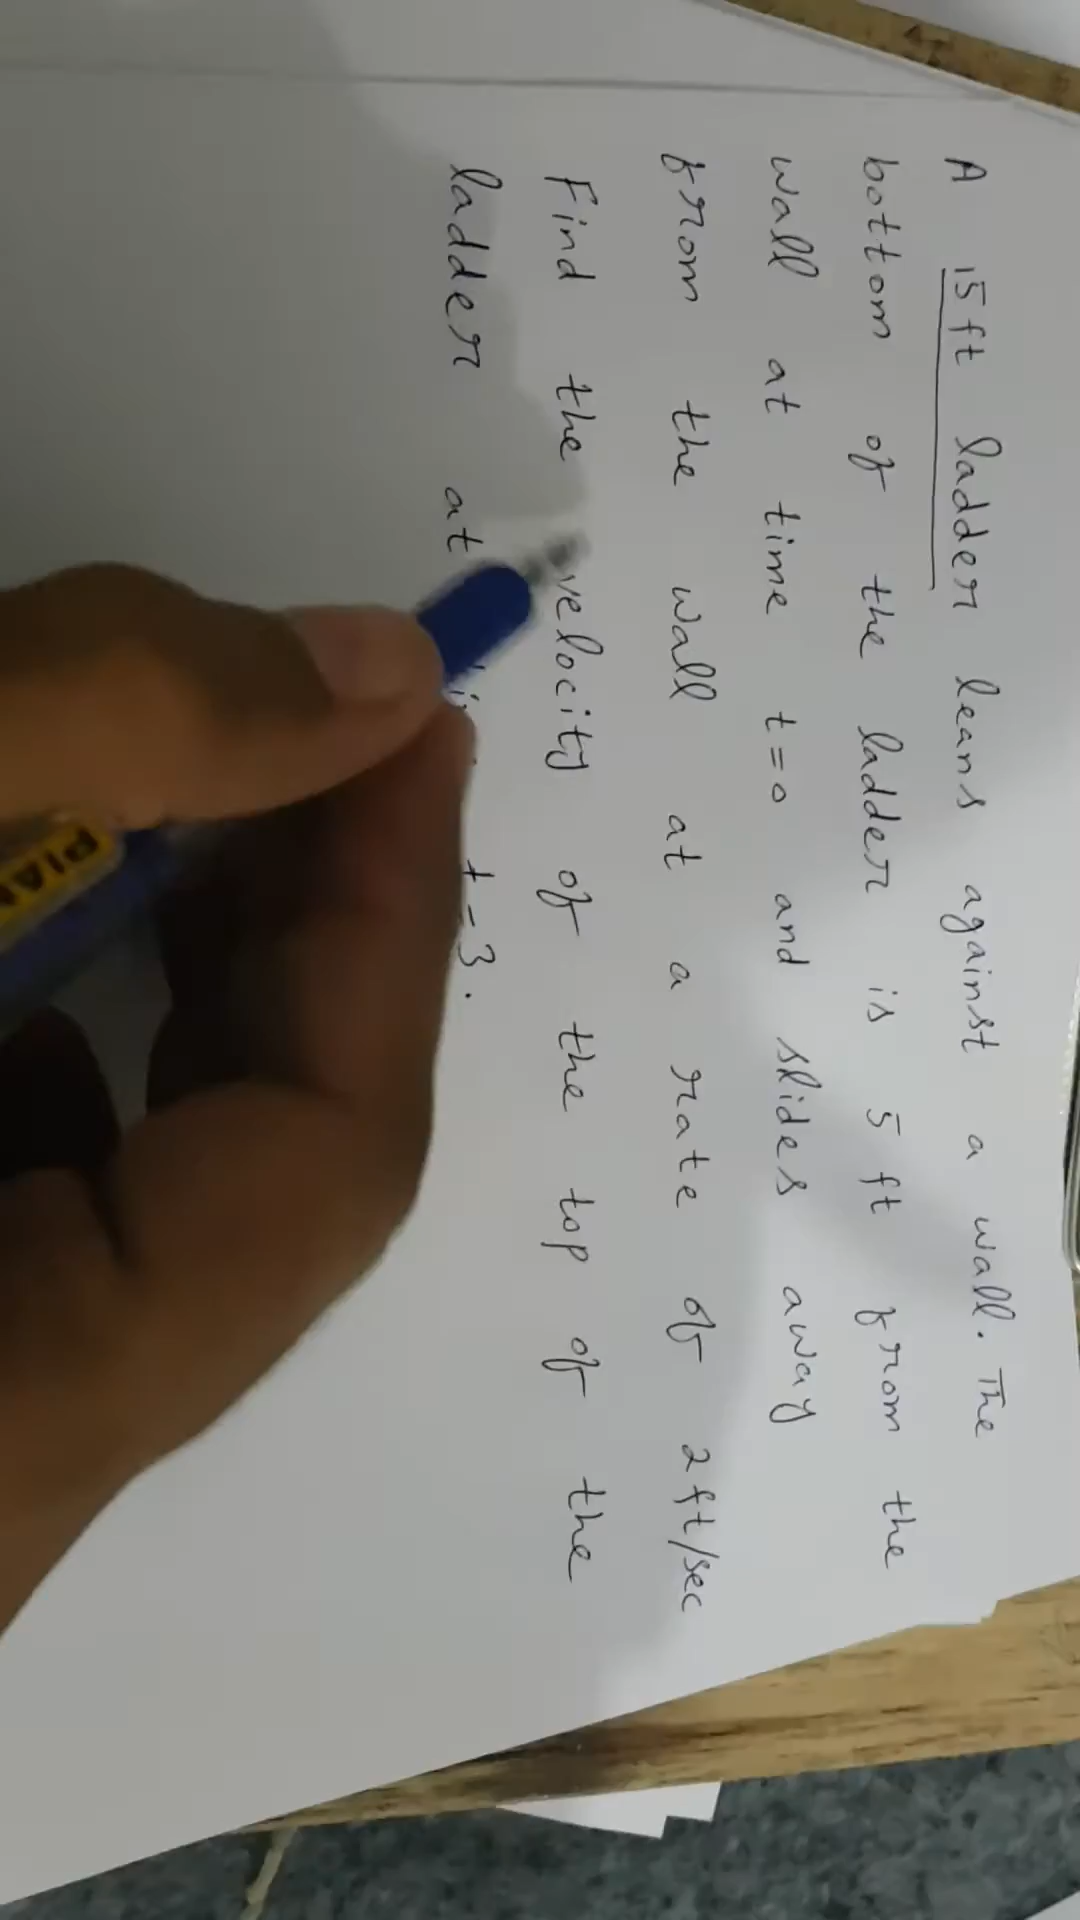 A 15ft ladder leans against a wall. The
bottom of the ladder is 5 ft from the
wall at time t=0 and slides away
from the wall at a rate of 2ft/sec
Find the velocity of the top of the
ladder at t=3.
PIAN